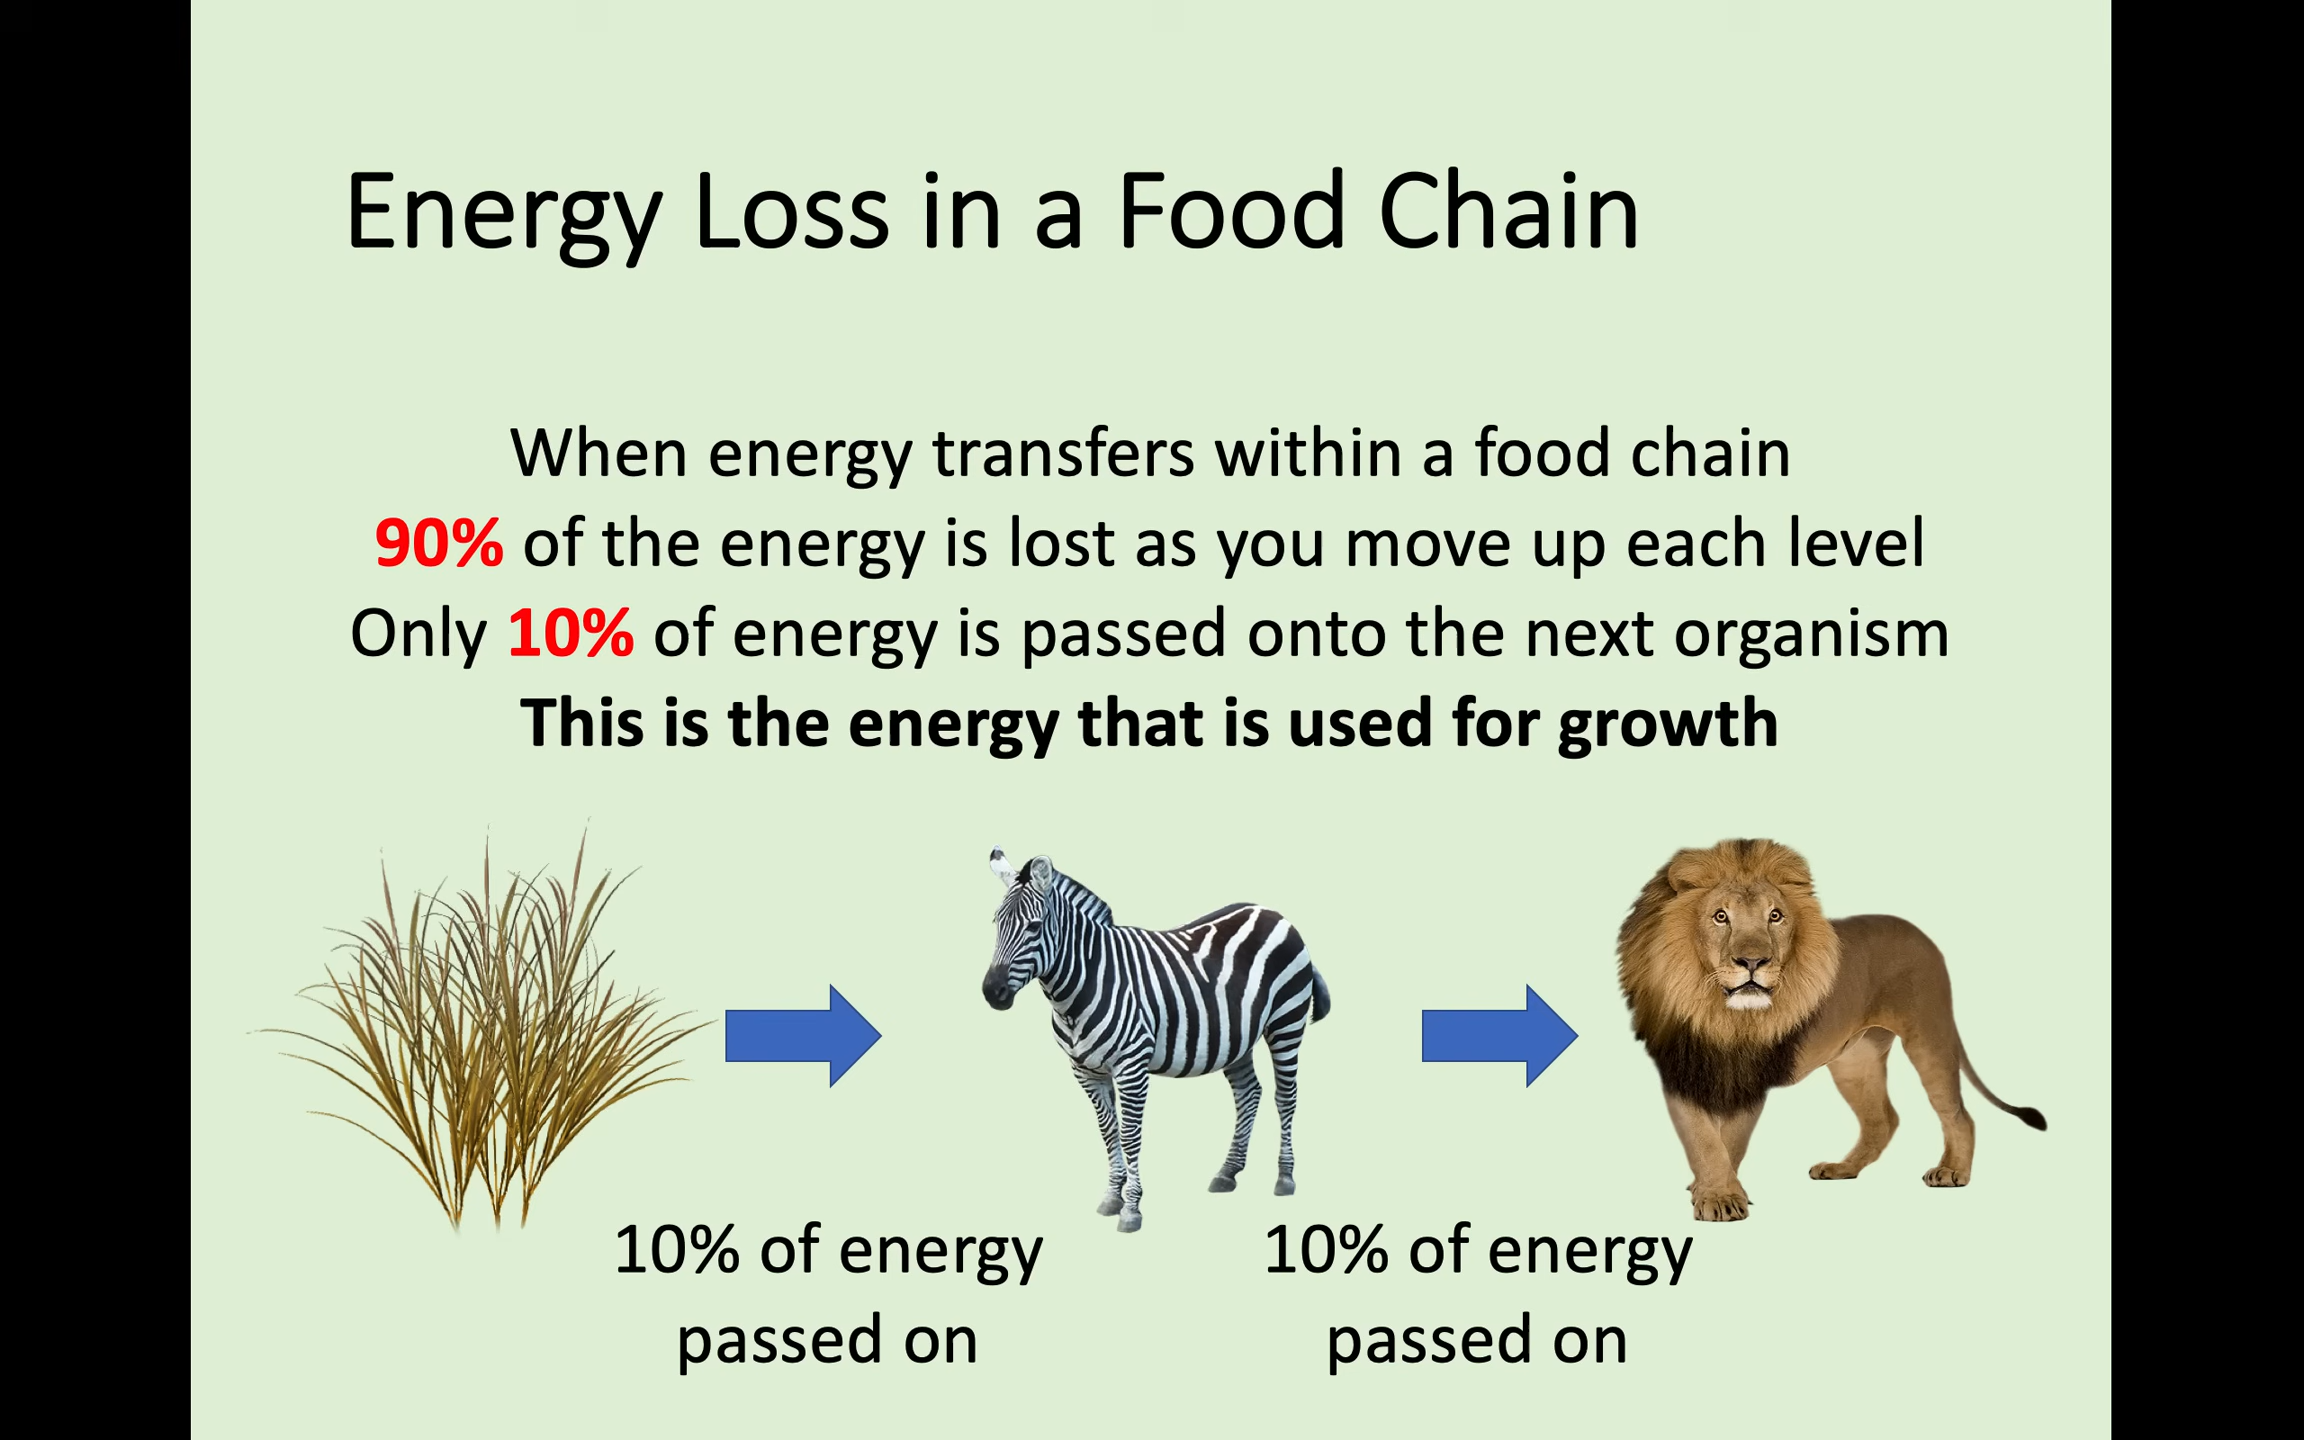 Energy Loss in a Food Chain
When energy transfers within a food chain
90% of the energy is lost as you move up each level
Only 10% of energy is passed onto the next organism
This is the energy that is used for growth
10% of energy
passed on
10% of energy
passed on